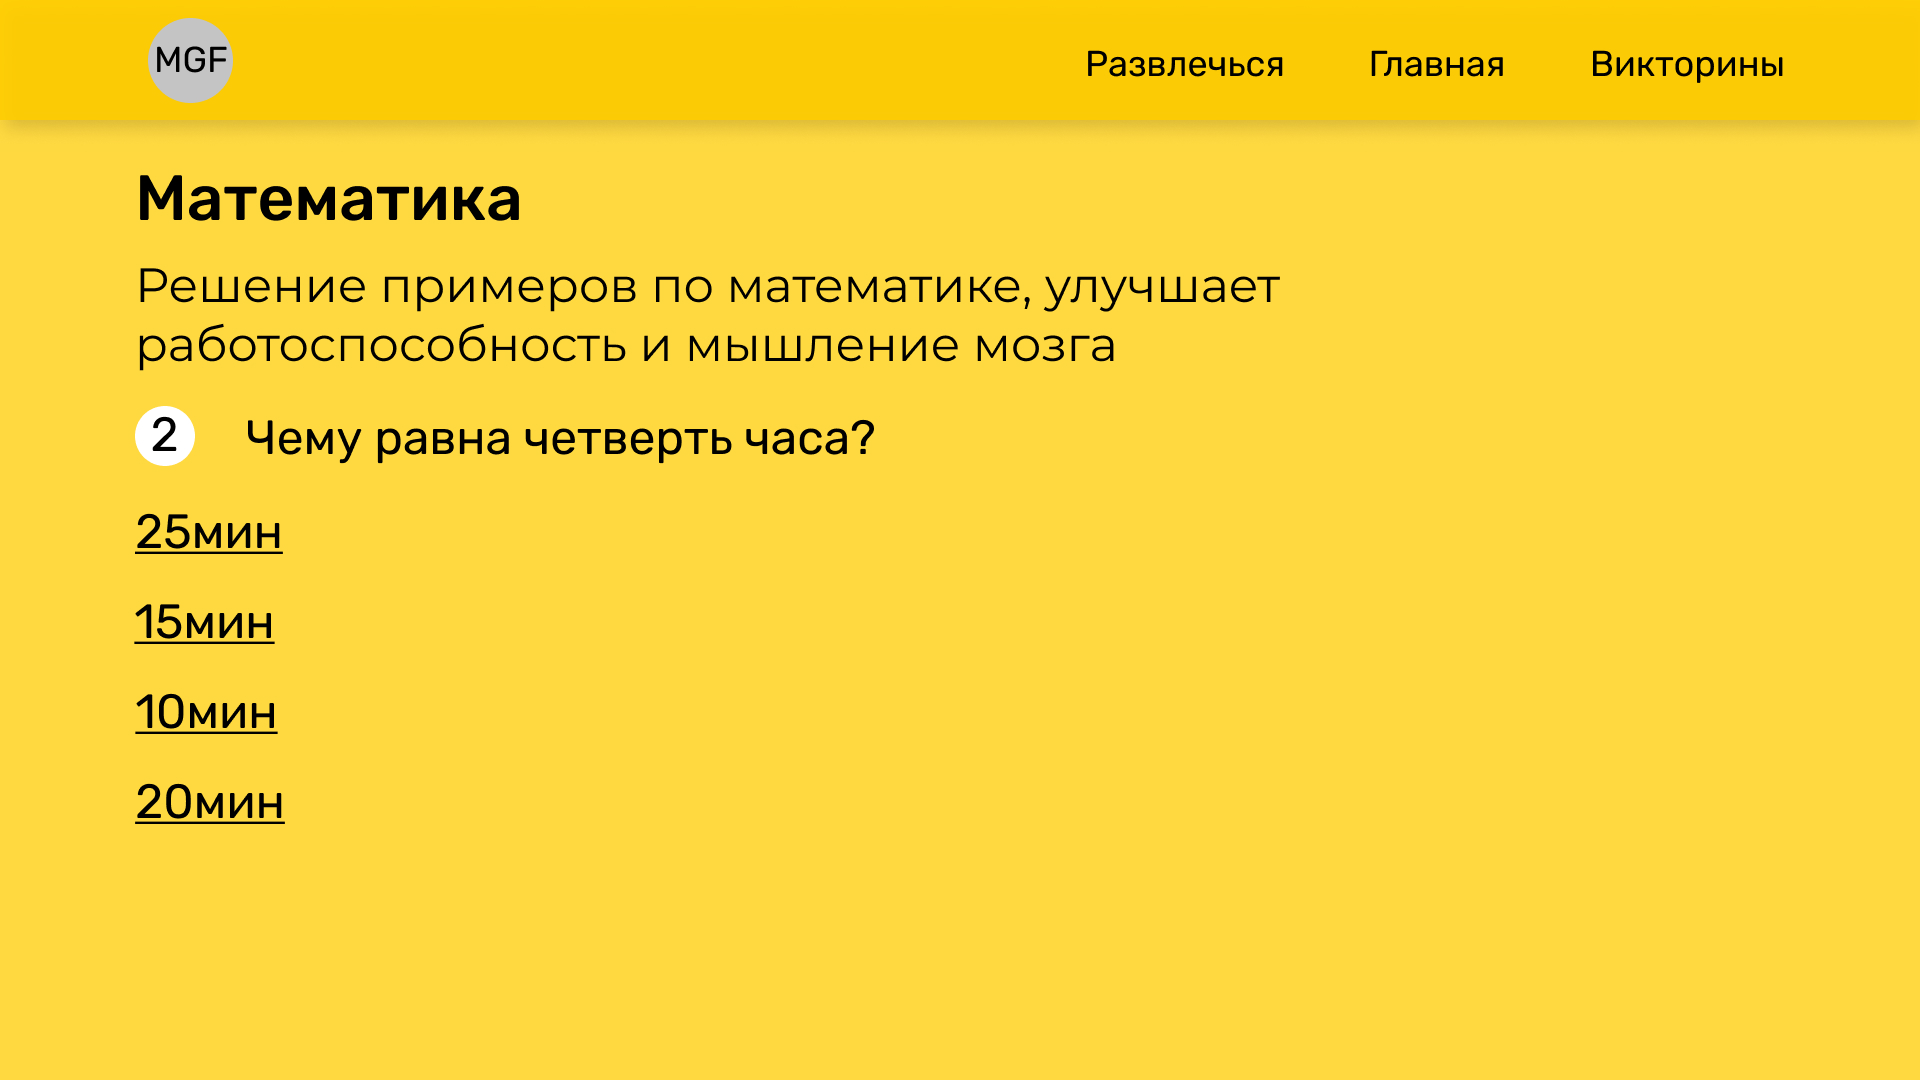 MGF
Развлечься
Главная
Викторины
Математика
Решение примеров по математике, улучшает
работоспособность и мышление мозга
2 Чему равна четверть часа?
25мин
15мин
10мин
20мин